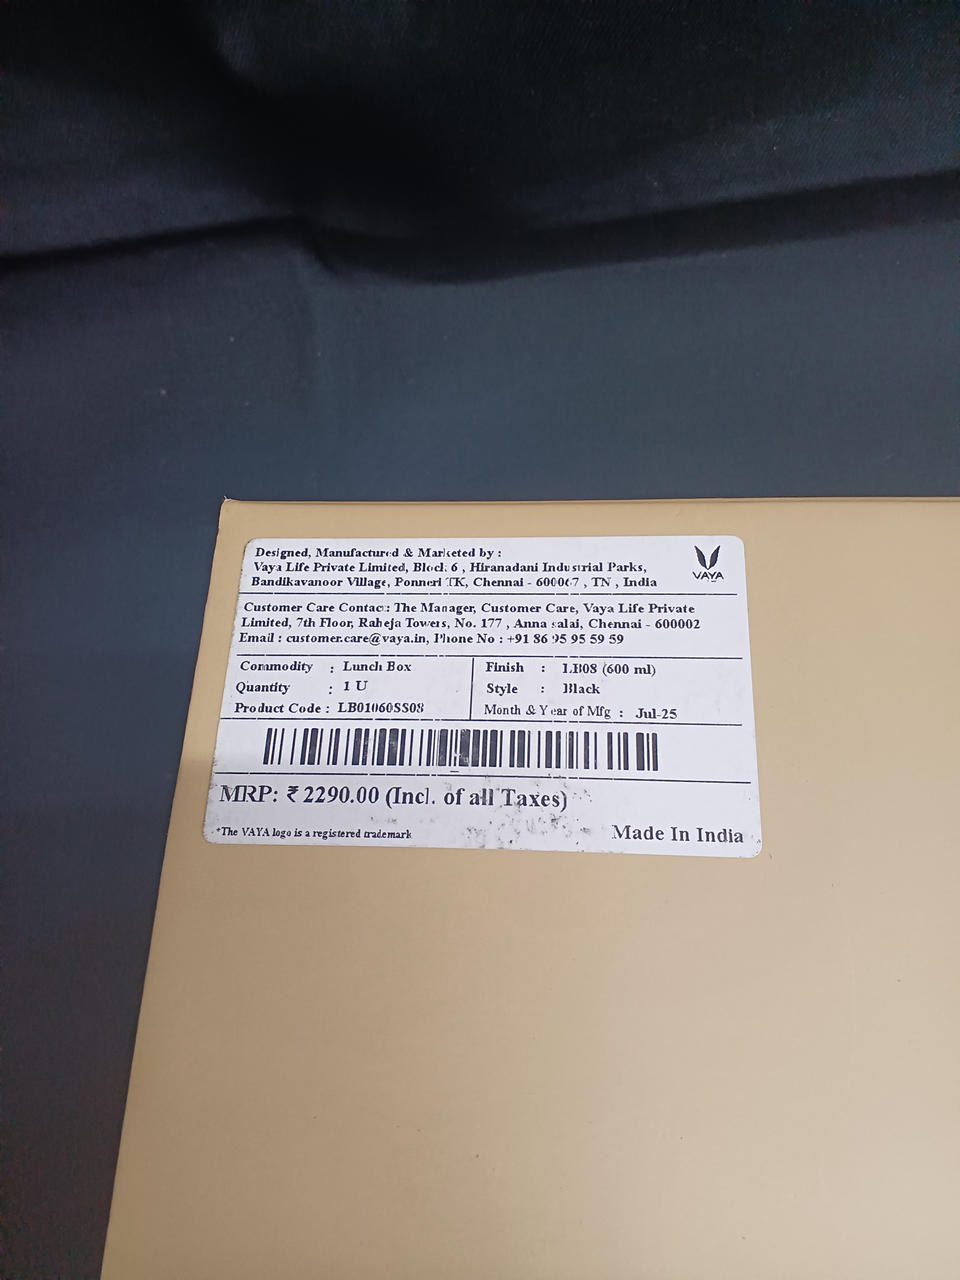 Designed, Manufactured & Marketed by :
Vaya Life Private Limited, Block 6 , Hiranadani Industrial Parks,
Bandikavanoor Village, Ponneri TK, Chennai - 600067 , TN , India
VAYA
Customer Care Contact: The Manager, Customer Care, Vaya Life Private
Limited, 7th Floor, Raheja Towers, No. 177 , Anna salai, Chennai - 600002
Email : customer.care@vaya.in, Phone No : +91 86 95 95 59 59
Commodity : Lunch Box
Quantity : 1 U
Product Code : LB01060SS08
Finish : LB08 (600 ml)
Style : Black
Month & Year of Mfg : Jul-25
MRP: ₹ 2290.00 (Incl. of all Taxes)
*The VAYA logo is a registered trademark
Made In India